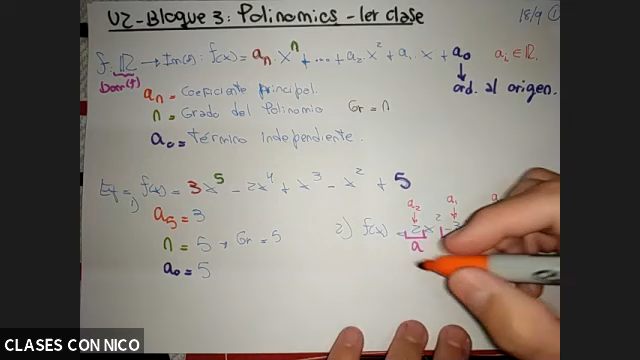 U2-Bloque 3: Polinomios - 1er clase
18/9 ①
f: ℝ → Im(f): f(x) = aₙ · xⁿ + ... + a₂ x² + a₁ · x + a₀ aᵢ ∈ ℝ.
Dom(f)
ord. al origen.
aₙ = Coeficiente principal.
n = Grado del Polinomio Gr = n
a₀ = Término independiente.
Ej = 1) f(x) = 3x⁵ - 2x⁴ + x³ - x² + 5
a₅ = 3
n = 5 → Gr = 5
a₀ = 5
a₂ a₁
2) f(x) = 2x² -3
a
CLASES CON NICO